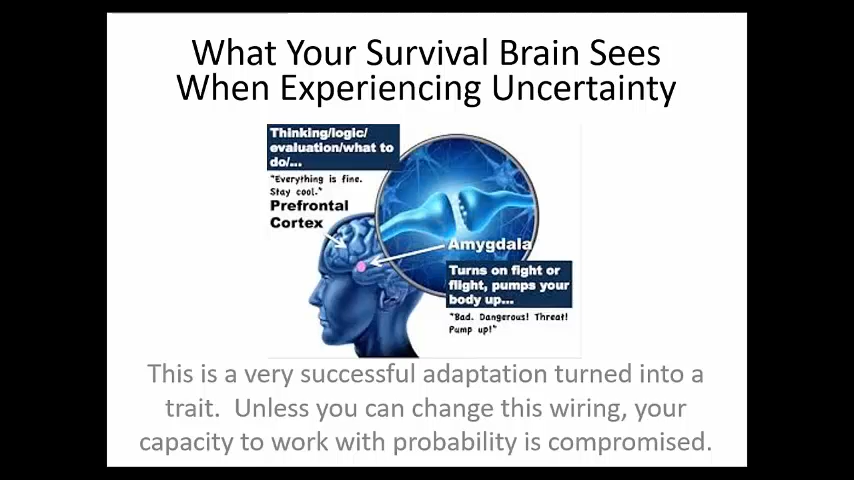 What Your Survival Brain Sees
When Experiencing Uncertainty
Thinking/logic/
evaluation/what to
do/...
"Everything is fine.
Stay cool."
Prefrontal
Cortex
Amygdala
Turns on fight or
flight, pumps your
body up...
"Bad. Dangerous! Threat!
Pump up!"
This is a very successful adaptation turned into a
trait. Unless you can change this wiring, your
capacity to work with probability is compromised.